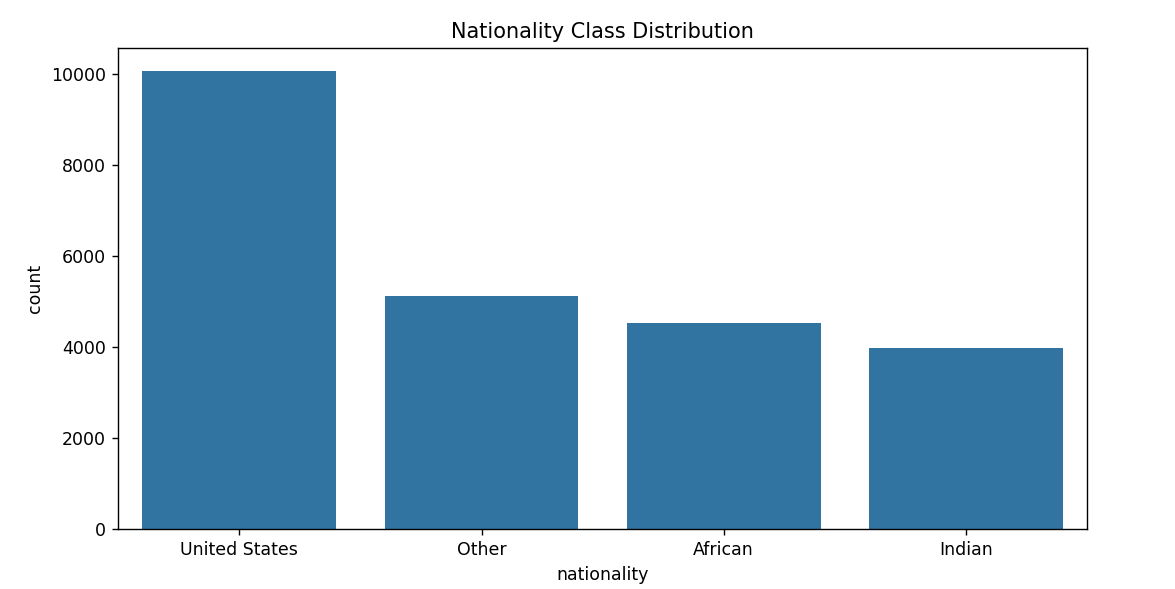 Nationality Class Distribution
10000
8000
6000
4000
2000
0
count
United States
Other
African
Indian
nationality